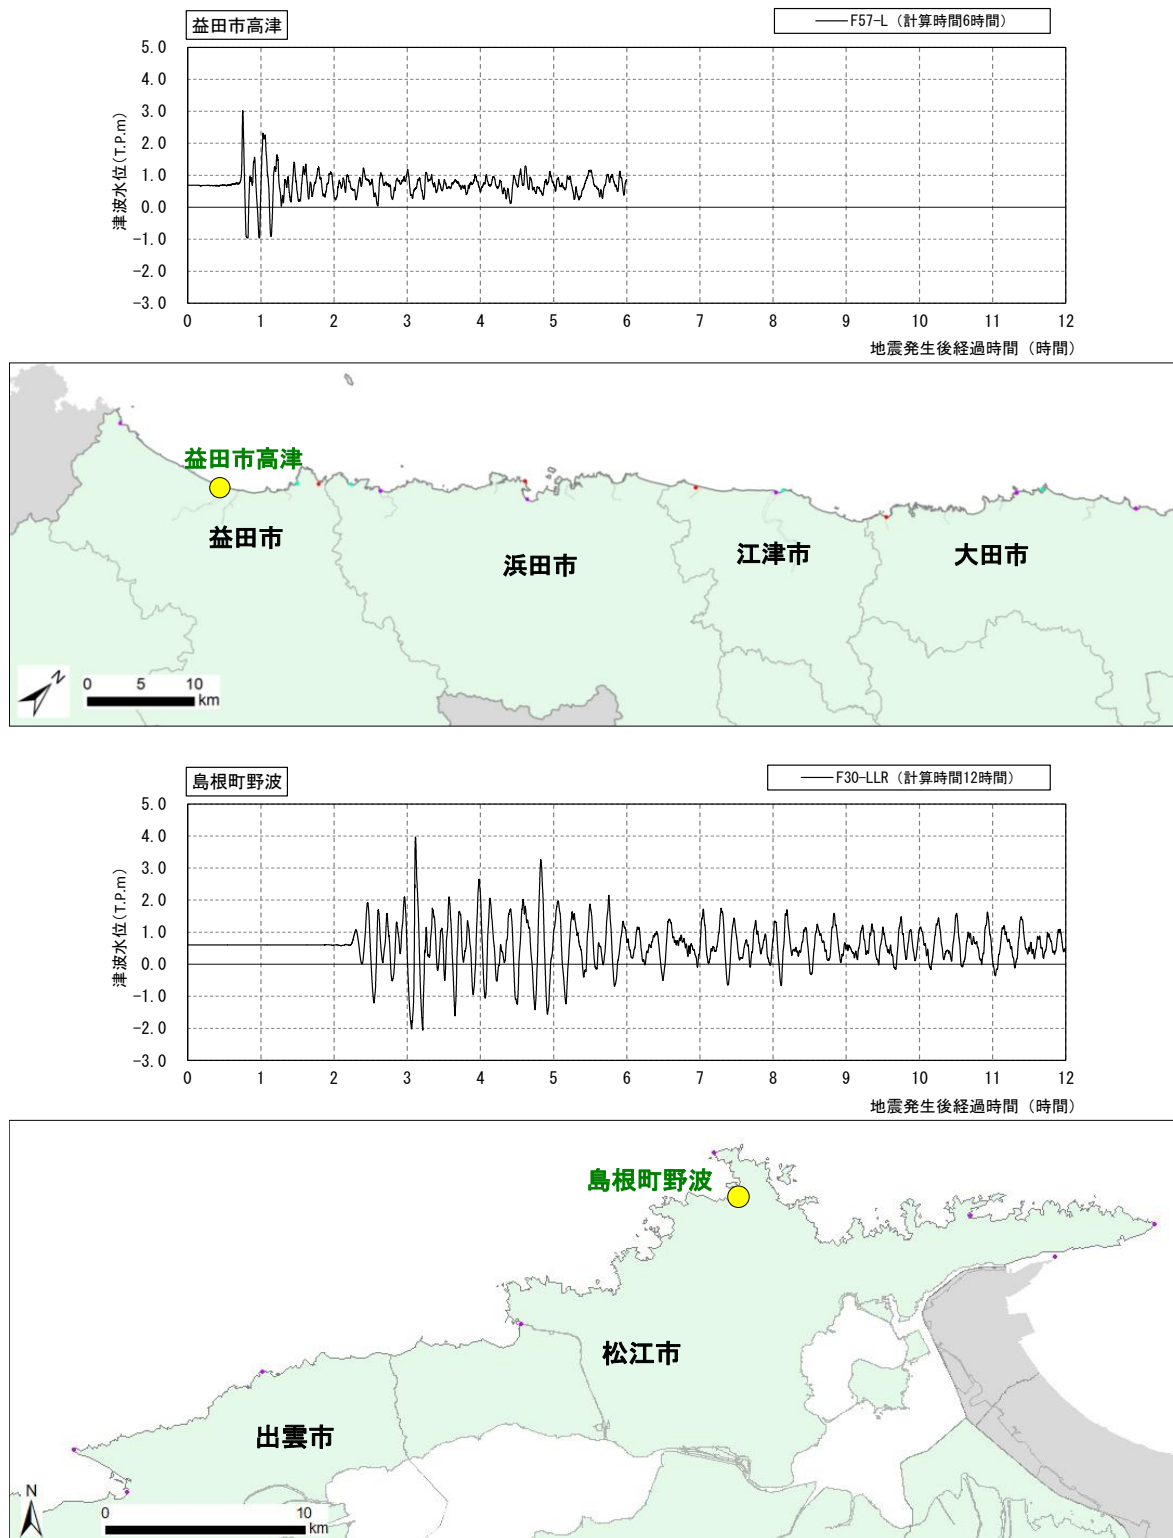 益田市高津
F57-L (計算時間6時間)
津波水位(T.P.m)
5.0
4.0
3.0
2.0
1.0
0.0
-1.0
-2.0
-3.0
0 1 2 3 4 5 6 7 8 9 10 11 12
地震発生後経過時間(時間)
益田市高津
益田市
浜田市
江津市
大田市
N
0 5 10
km
島根町野波
F30-LLR (計算時間12時間)
津波水位(T.P.m)
5.0
4.0
3.0
2.0
1.0
0.0
-1.0
-2.0
-3.0
0 1 2 3 4 5 6 7 8 9 10 11 12
地震発生後経過時間(時間)
島根町野波
松江市
出雲市
N
0 10
km